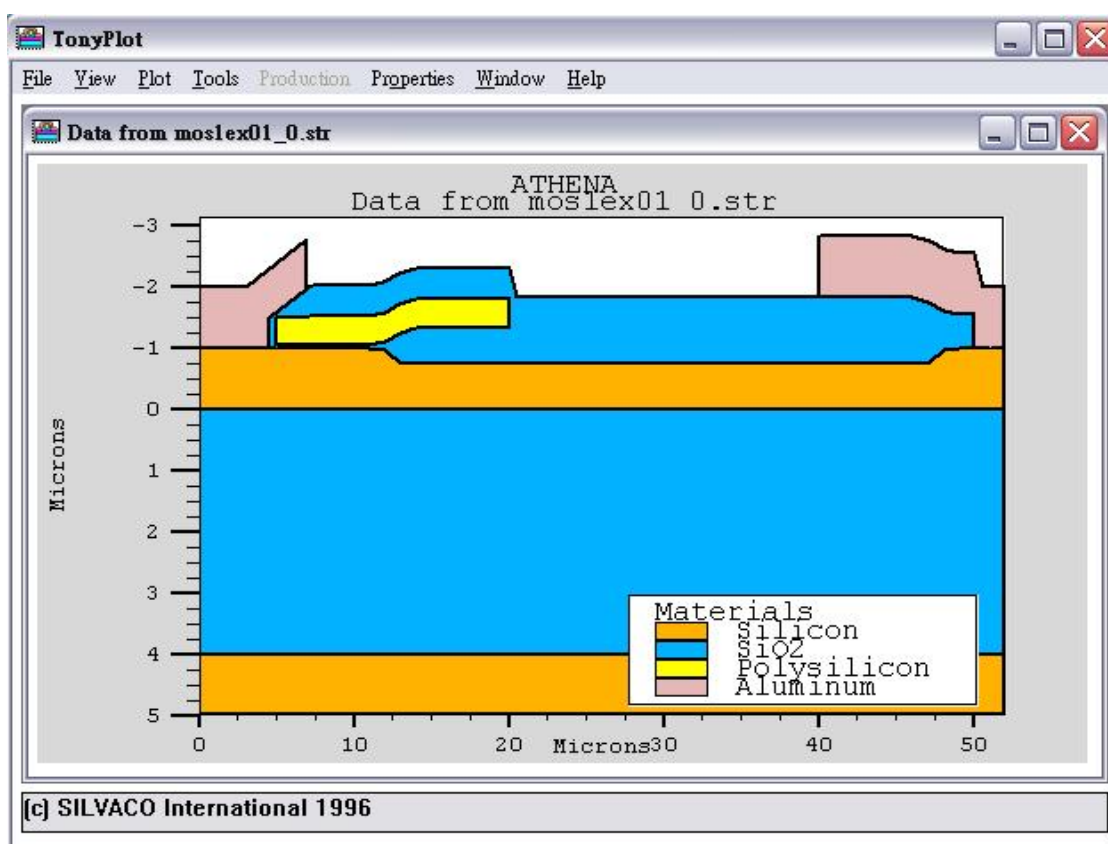 TonyPlot
File View Plot Tools Production Properties Window Help
Data from mos1ex01_0.str
ATHENA
Data from mos1ex01 0.str
-3
-2
-1
0
1
2
3
4
5
Microns
0 10 20 Microns 30 40 50
Materials
Silicon
SiO2
Polysilicon
Aluminum
(c) SILVACO International 1996